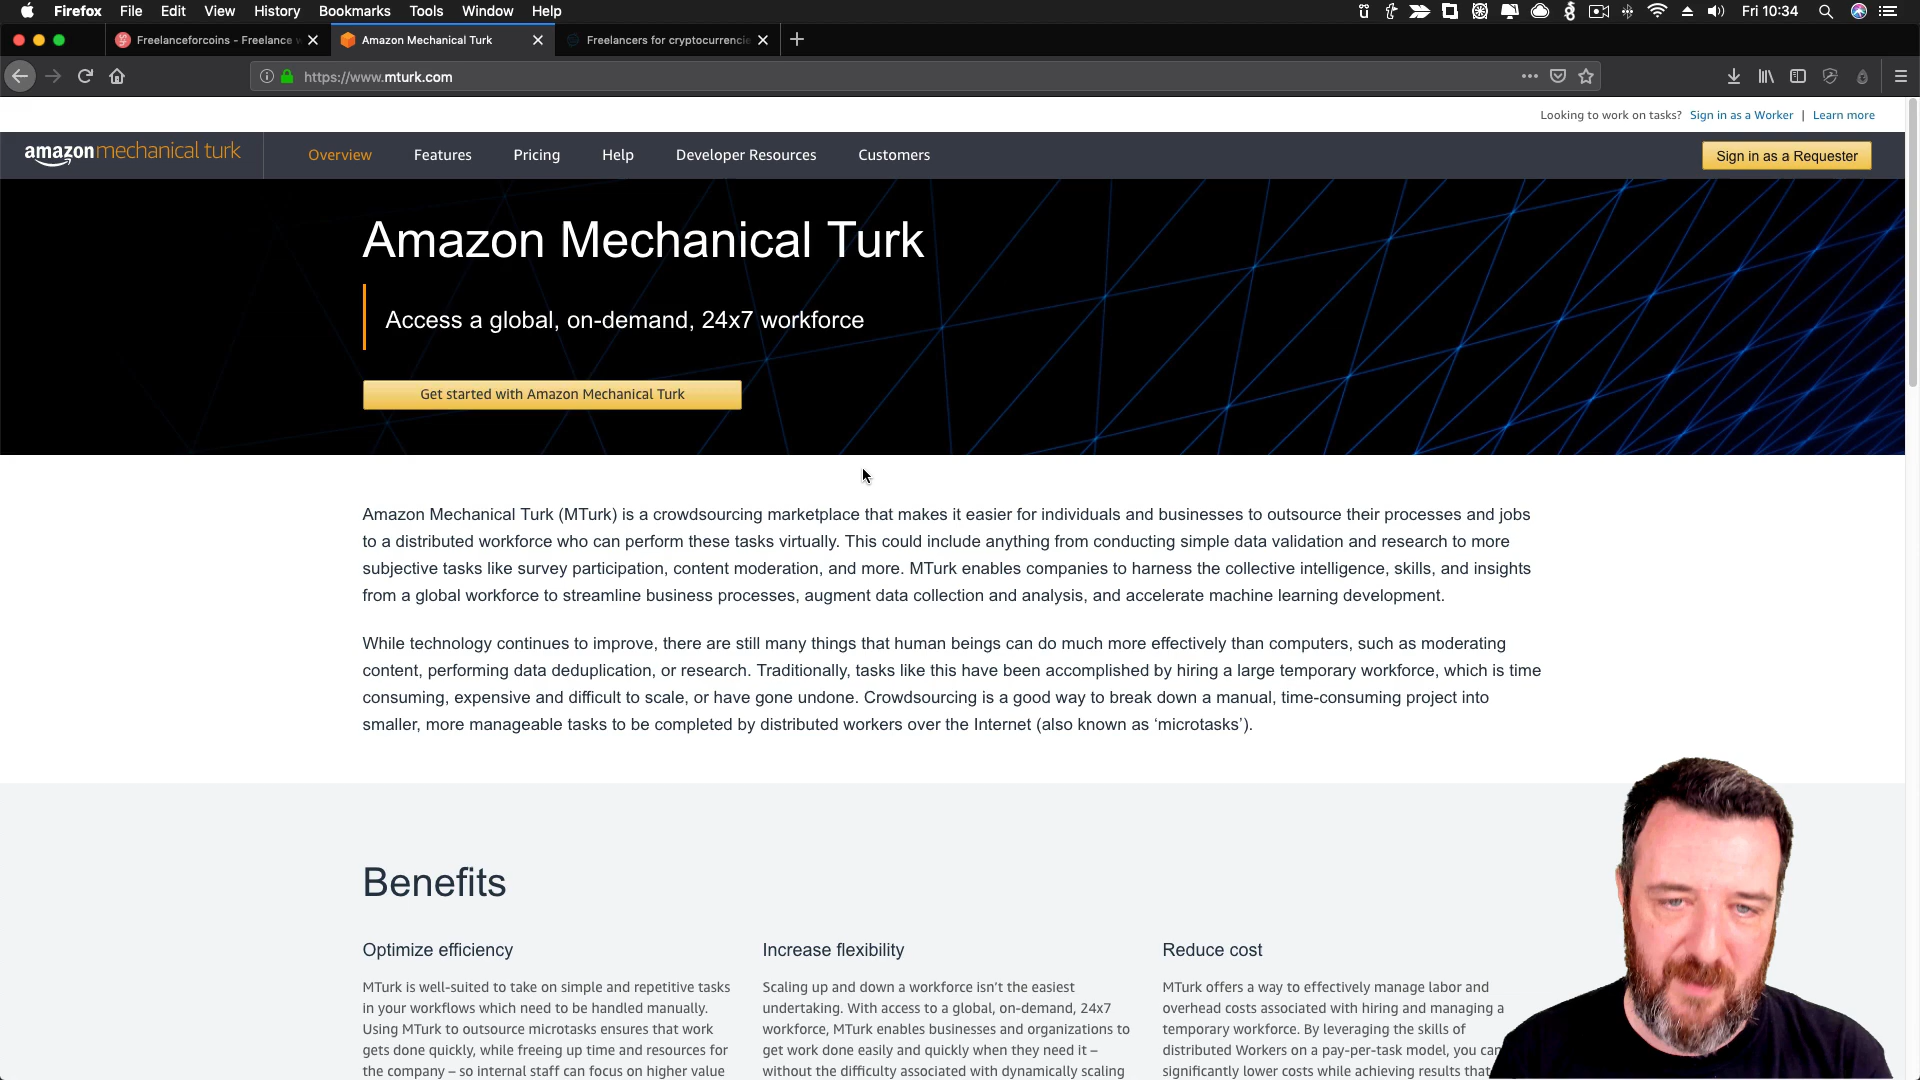 Firefox File Edit View History Bookmarks Tools Window Help Fri 10:34
Freelanceforcoins - Freelance Amazon Mechanical Turk Freelancers for cryptocurrencie
https://www.mturk.com
Looking to work on tasks? Sign in as a Worker | Learn more
amazon mechanical turk Overview Features Pricing Help Developer Resources Customers Sign in as a Requester
Amazon Mechanical Turk
Access a global, on-demand, 24x7 workforce
Get started with Amazon Mechanical Turk
Amazon Mechanical Turk (MTurk) is a crowdsourcing marketplace that makes it easier for individuals and businesses to outsource their processes and jobs
to a distributed workforce who can perform these tasks virtually. This could include anything from conducting simple data validation and research to more
subjective tasks like survey participation, content moderation, and more. MTurk enables companies to harness the collective intelligence, skills, and insights
from a global workforce to streamline business processes, augment data collection and analysis, and accelerate machine learning development.
While technology continues to improve, there are still many things that human beings can do much more effectively than computers, such as moderating
content, performing data deduplication, or research. Traditionally, tasks like this have been accomplished by hiring a large temporary workforce, which is time
consuming, expensive and difficult to scale, or have gone undone. Crowdsourcing is a good way to break down a manual, time-consuming project into
smaller, more manageable tasks to be completed by distributed workers over the Internet (also known as ‘microtasks’).
Benefits
Optimize efficiency
MTurk is well-suited to take on simple and repetitive tasks
in your workflows which need to be handled manually.
Using MTurk to outsource microtasks ensures that work
gets done quickly, while freeing up time and resources for
the company – so internal staff can focus on higher value
Increase flexibility
Scaling up and down a workforce isn’t the easiest
undertaking. With access to a global, on-demand, 24x7
workforce, MTurk enables businesses and organizations to
get work done easily and quickly when they need it –
without the difficulty associated with dynamically scaling
Reduce cost
MTurk offers a way to effectively manage labor and
overhead costs associated with hiring and managing a
temporary workforce. By leveraging the skills of
distributed Workers on a pay-per-task model, you can
significantly lower costs while achieving results that